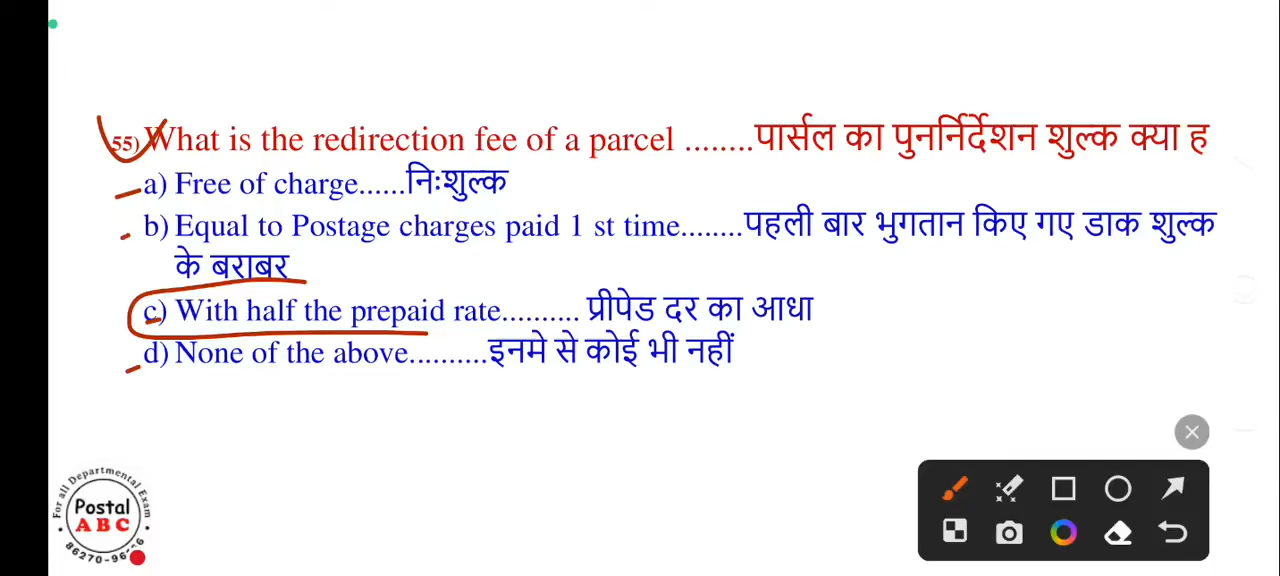 55) What is the redirection fee of a parcel ........पार्सल का पुनर्निर्देशन शुल्क क्या ह
a) Free of charge......निःशुल्क
b) Equal to Postage charges paid 1 st time........पहली बार भुगतान किए गए डाक शुल्क
के बराबर
c) With half the prepaid rate.......... प्रीपेड दर का आधा
d) None of the above..........इनमे से कोई भी नहीं
For all Departmental Exam
Postal
A B C